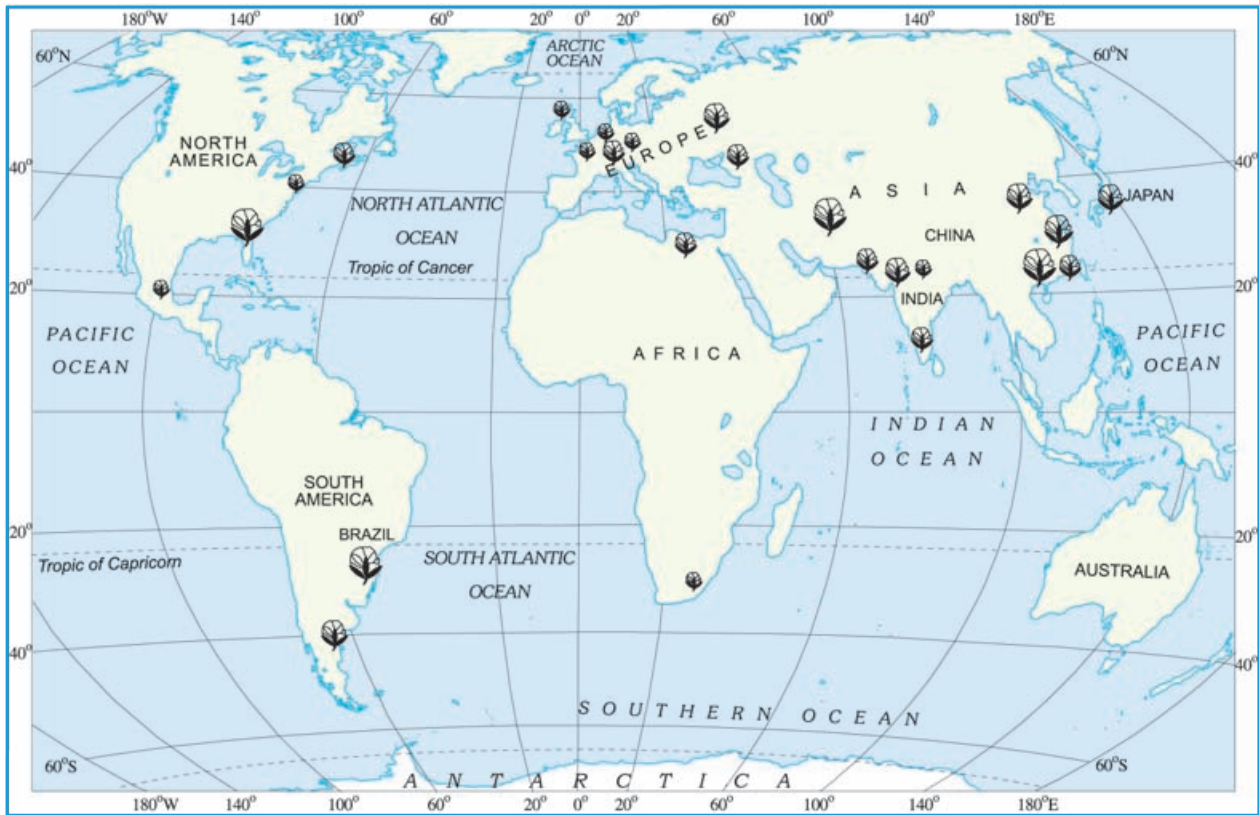 180°W 140° 100° 60° 20° 0° 20° 60° 100° 140° 180°E
60°N
ARCTIC
OCEAN
60°N
NORTH
AMERICA
EUROPE
40°
40°
ASIA
JAPAN
NORTH ATLANTIC
OCEAN
CHINA
Tropic of Cancer
20°
20°
INDIA
PACIFIC
OCEAN
AFRICA
PACIFIC
OCEAN
INDIAN
OCEAN
SOUTH
AMERICA
BRAZIL
20°
20°
Tropic of Capricorn
SOUTH ATLANTIC
OCEAN
AUSTRALIA
40°
40°
SOUTHERN OCEAN
60°S
60°S
ANTARCTICA
180°W 140° 100° 60° 20° 0° 20° 60° 100° 140° 180°E